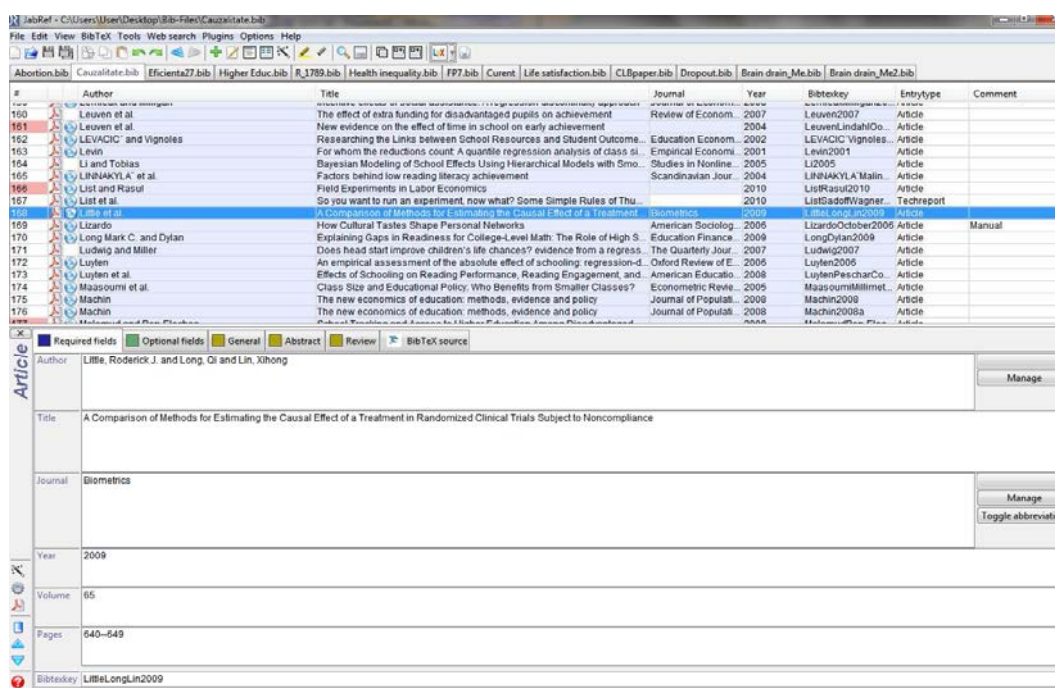 JabRef - C:\Users\User\Desktop\Bib-Files\Cauzalitate.bib
File Edit View BibTeX Tools Web search Plugins Options Help
Abortion.bib Cauzalitate.bib Eficienta27.bib Higher Educ.bib R_1789.bib Health inequality.bib FP7.bib Curent Life satisfaction.bib CLBpaper.bib Dropout.bib Brain drain_Me.bib Brain drain_Me2.bib
# Author Title Journal Year Bibtexkey Entrytype Comment
160 Leuven et al. The effect of extra funding for disadvantaged pupils on achievement Review of Econom... 2007 Leuven2007 Article
161 Leuven et al. New evidence on the effect of time in school on early achievement 2004 LeuvenLindahlOo... Article
162 LEVACIC´ and Vignoles Researching the Links between School Resources and Student Outcome... Education Econom... 2002 LEVACIC´Vignoles... Article
163 Levin For whom the reductions count: A quantile regression analysis of class si... Empirical Economi... 2001 Levin2001 Article
164 Li and Tobias Bayesian Modeling of School Effects Using Hierarchical Models with Smo... Studies in Nonline... 2005 Li2005 Article
165 LINNAKYLA¨ et al. Factors behind low reading literacy achievement Scandinavian Jour... 2004 LINNAKYLA¨Malin... Article
166 List and Rasul Field Experiments in Labor Economics 2010 ListRasul2010 Article
167 List et al. So you want to run an experiment, now what? Some Simple Rules of Thu... 2010 ListSadoffWagner... Techreport
168 Little et al. A Comparison of Methods for Estimating the Causal Effect of a Treatment... Biometrics 2009 LittleLongLin2009 Article
169 Lizardo How Cultural Tastes Shape Personal Networks American Sociolog... 2006 LizardoOctober2006 Article Manual
170 Long Mark C. and Dylan Explaining Gaps in Readiness for College-Level Math: The Role of High S... Education Finance... 2009 LongDylan2009 Article
171 Ludwig and Miller Does head start improve children's life chances? evidence from a regress... The Quarterly Jour... 2007 Ludwig2007 Article
172 Luyten An empirical assessment of the absolute effect of schooling: regression-d... Oxford Review of E... 2006 Luyten2006 Article
173 Luyten et al. Effects of Schooling on Reading Performance, Reading Engagement, and... American Educatio... 2008 LuytenPescharCo... Article
174 Maasoumi et al. Class Size and Educational Policy: Who Benefits from Smaller Classes? Econometric Revie... 2005 MaasoumiMillimet... Article
175 Machin The new economics of education: methods, evidence and policy Journal of Populati... 2008 Machin2008 Article
176 Machin The new economics of education: methods, evidence and policy Journal of Populati... 2008 Machin2008a Article
Article
Required fields Optional fields General Abstract Review BibTeX source
Author Little, Roderick J. and Long, Qi and Lin, Xihong
Manage
Title A Comparison of Methods for Estimating the Causal Effect of a Treatment in Randomized Clinical Trials Subject to Noncompliance
Journal Biometrics
Manage
Toggle abbreviati
Year 2009
Volume 65
Pages 640--649
Bibtexkey LittleLongLin2009